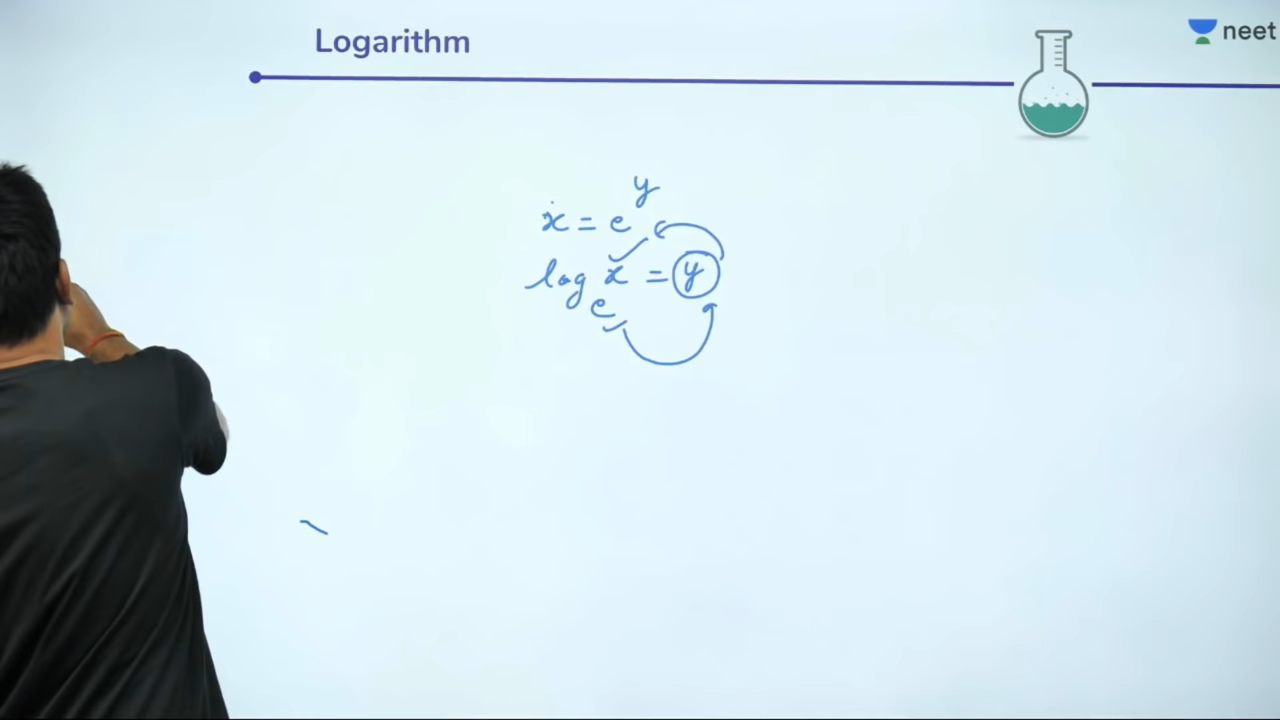 Logarithm
neet
x = e^y
log_e x = y